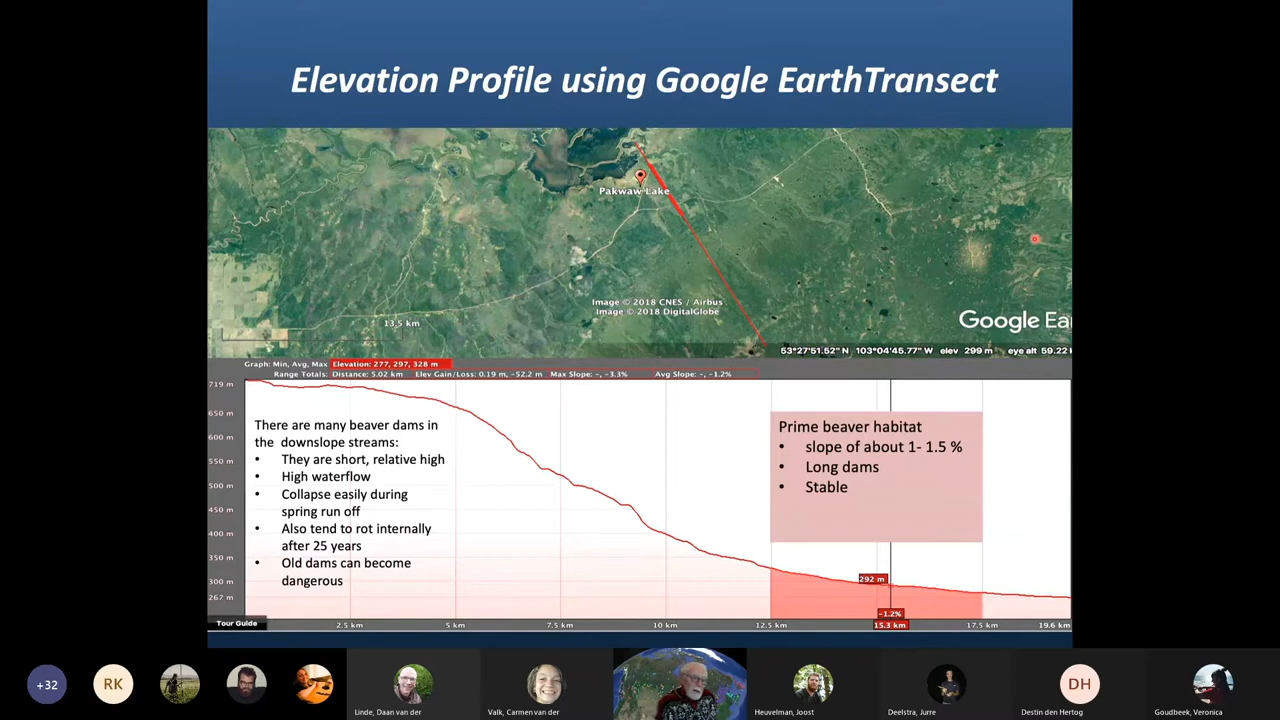 Elevation Profile using Google EarthTransect
Pakwaw Lake
Image © 2018 CNES / Airbus
Image © 2018 DigitalGlobe
13.5 km
Google Ea
53°27'51.52" N 103°04'45.77" W elev 299 m eye alt 59.22
Graph: Min, Avg, Max Elevation: 277, 297, 328 m
Range Totals: Distance: 5.02 km Elev Gain/Loss: 0.19 m, -52.2 m Max Slope: -, -3.3% Avg Slope: -, -1.2%
719 m
650 m
600 m
550 m
500 m
450 m
400 m
350 m
300 m
267 m
There are many beaver dams in
the downslope streams:
• They are short, relative high
• High waterflow
• Collapse easily during
spring run off
• Also tend to rot internally
after 25 years
• Old dams can become
dangerous
Prime beaver habitat
• slope of about 1- 1.5 %
• Long dams
• Stable
292 m
-1.2%
Tour Guide
2.5 km 5 km 7.5 km 10 km 12.5 km 15.3 km 17.5 km 19.6 km
+32
RK
DH
Linde, Daan van der
Valk, Carmen van der
Heuvelman, Joost
Deelstra, Jurre
Destin den Hertog
Goudbeek, Veronica